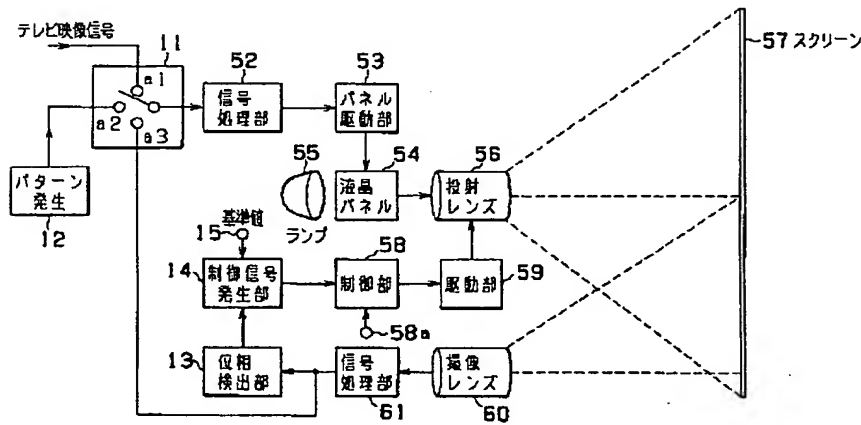 テレビ映像信号
11
a1
a2
a3
パターン
発生
12
52
信号
処理部
53
パネル
駆動部
54
液晶
パネル
55
ランプ
56
投射
レンズ
57 スクリーン
15
基準値
14
制御信号
発生部
58
制御部
58a
駆動部
59
13
位相
検出部
信号
処理部
61
撮像
レンズ
60